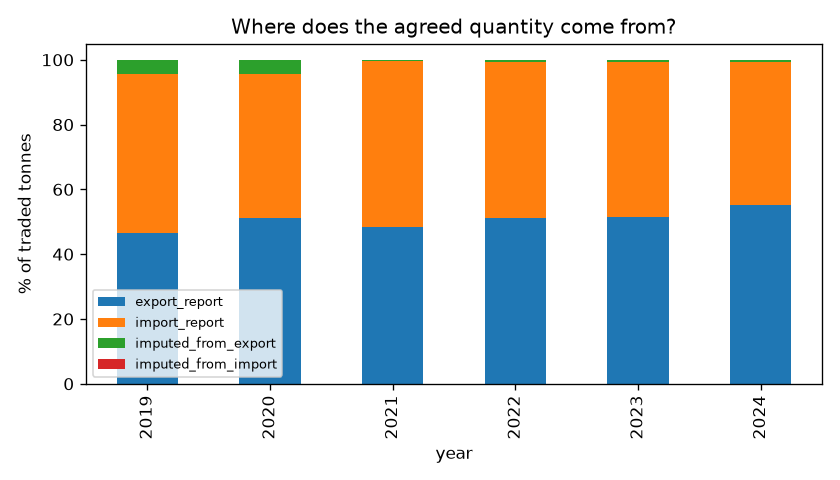 Where does the agreed quantity come from?
% of traded tonnes
100
80
60
40
20
0
export_report
import_report
imputed_from_export
imputed_from_import
2019
2020
2021
2022
2023
2024
year